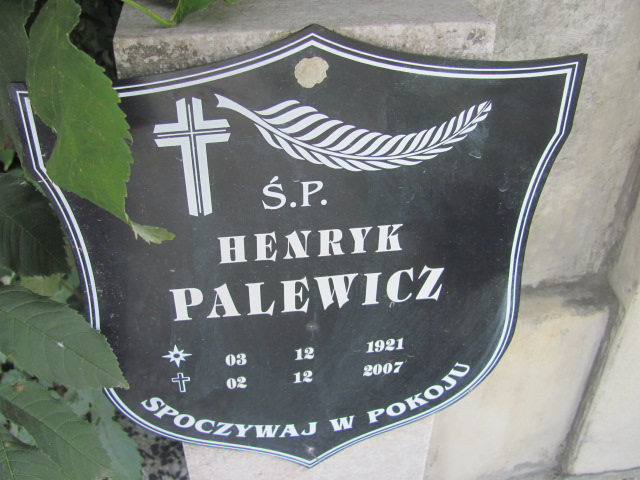 Ś.P.
HENRYK
PALEWICZ
03 12 1921
02 12 2007
SPOCZYWAJ W POKOJU